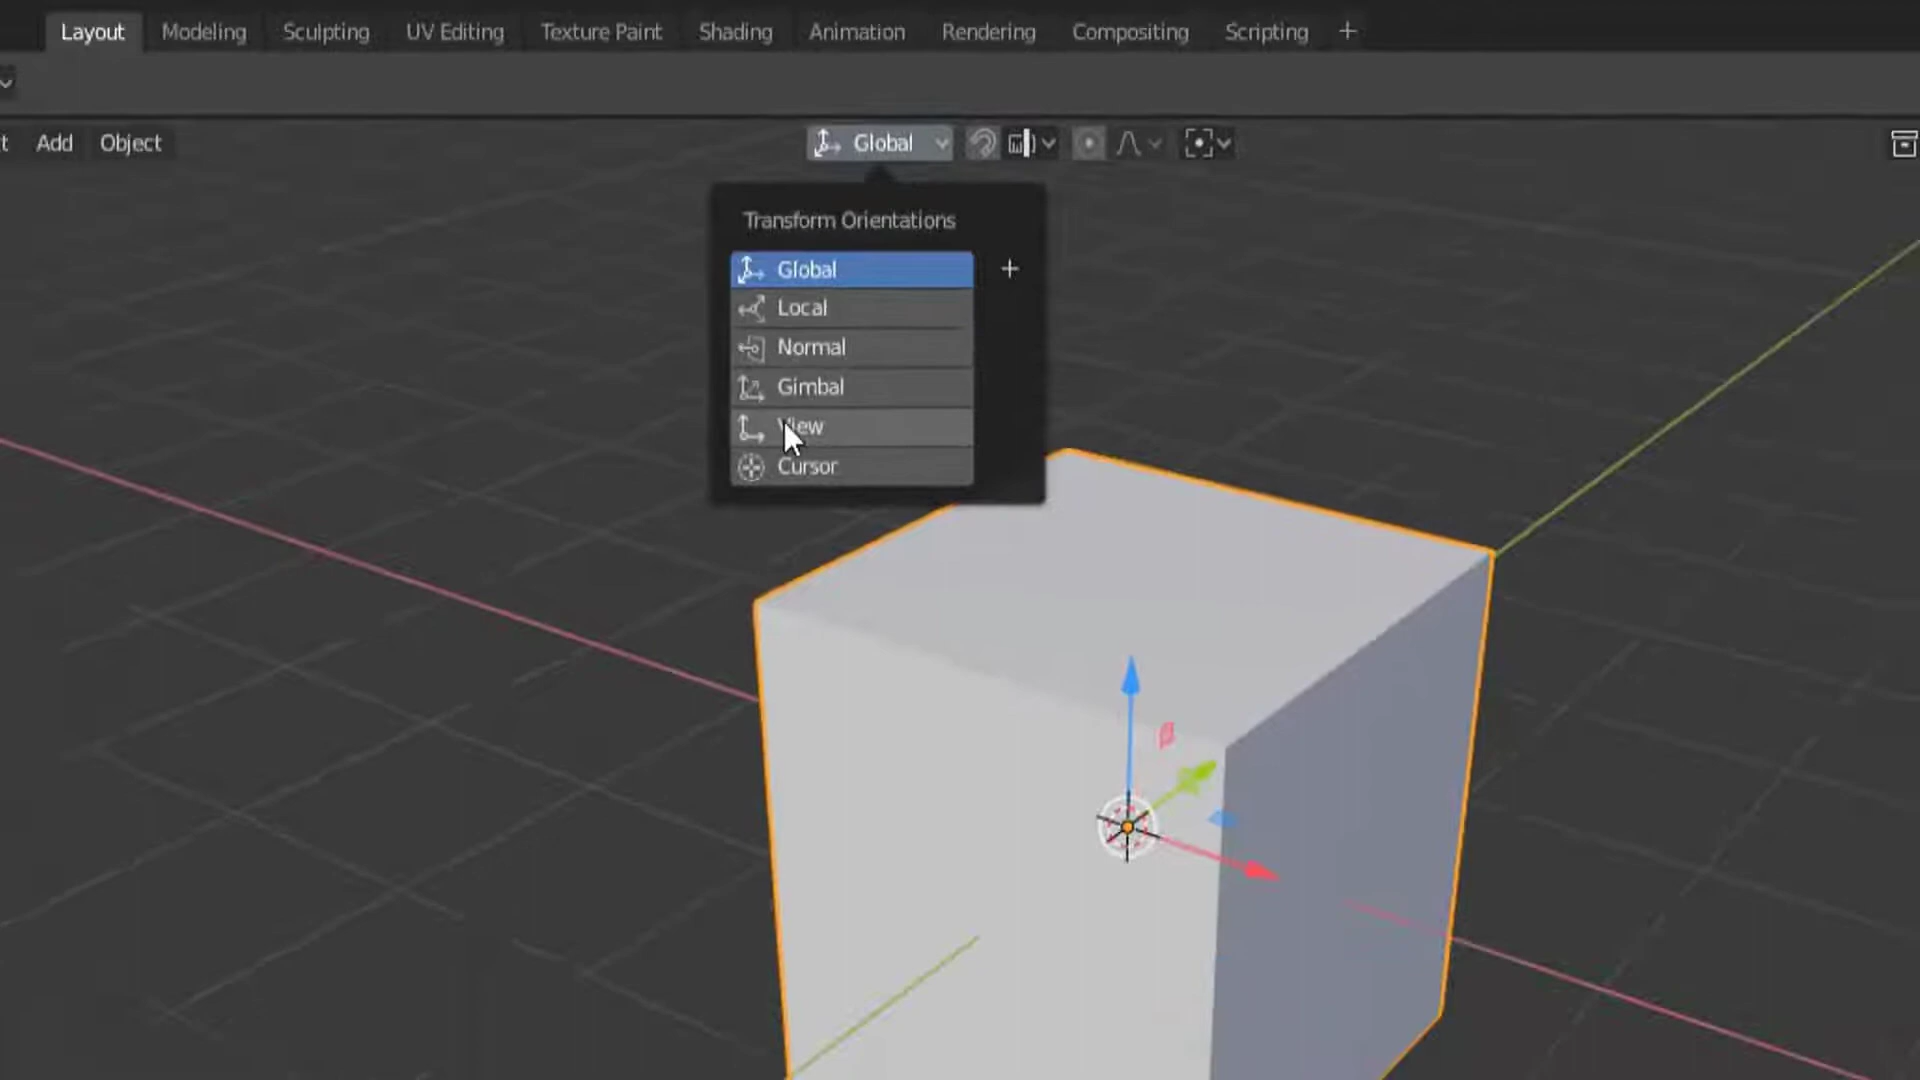 Layout Modeling Sculpting UV Editing Texture Paint Shading Animation Rendering Compositing Scripting +
t Add Object Global
Transform Orientations
Global +
Local
Normal
Gimbal
View
Cursor